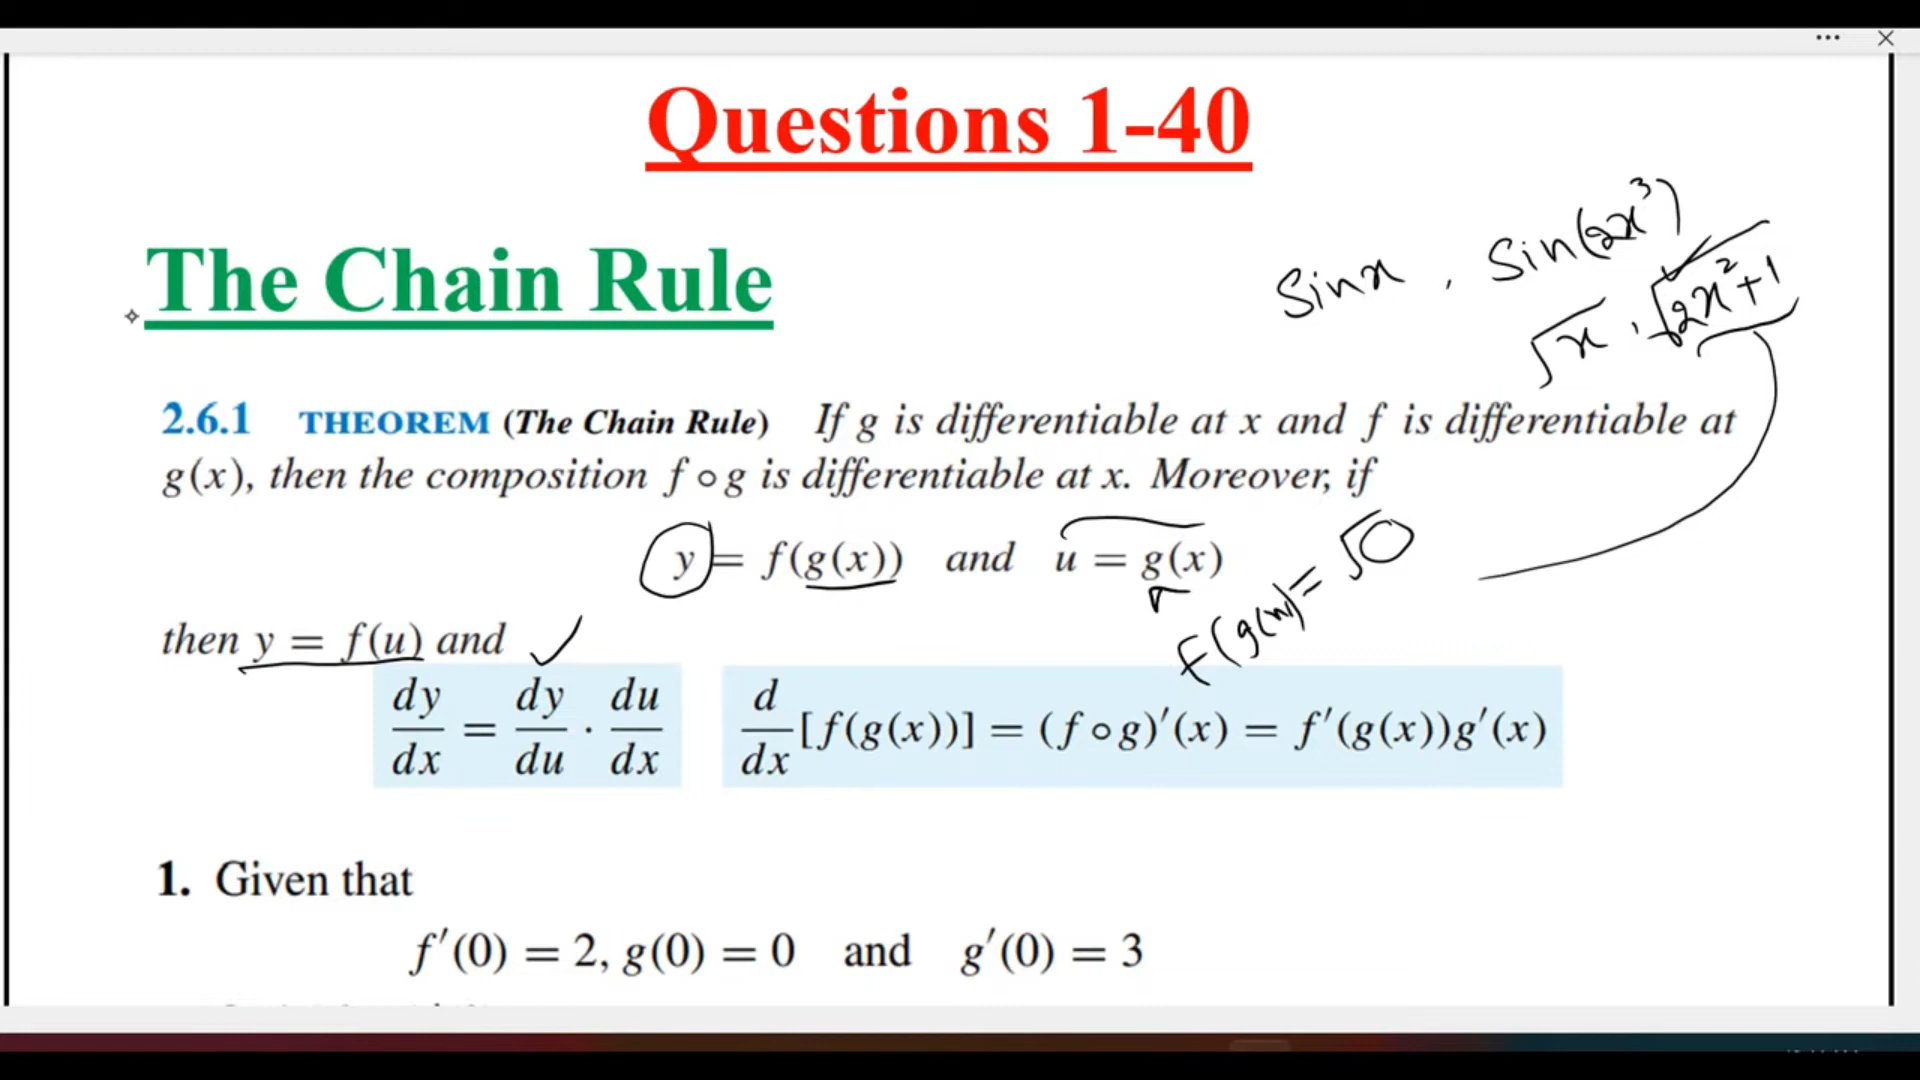 Questions 1-40
Sinx , Sin(2x³)
The Chain Rule
√x , √2x²+1
2.6.1 THEOREM (The Chain Rule) If g is differentiable at x and f is differentiable at
g(x), then the composition f ∘ g is differentiable at x. Moreover, if
y = f(g(x)) and u = g(x)
F(g(x)) = √
then y = f(u) and
dy/dx = dy/du · du/dx d/dx[f(g(x))] = (f ∘ g)′(x) = f′(g(x))g′(x)
1. Given that
f′(0) = 2, g(0) = 0 and g′(0) = 3